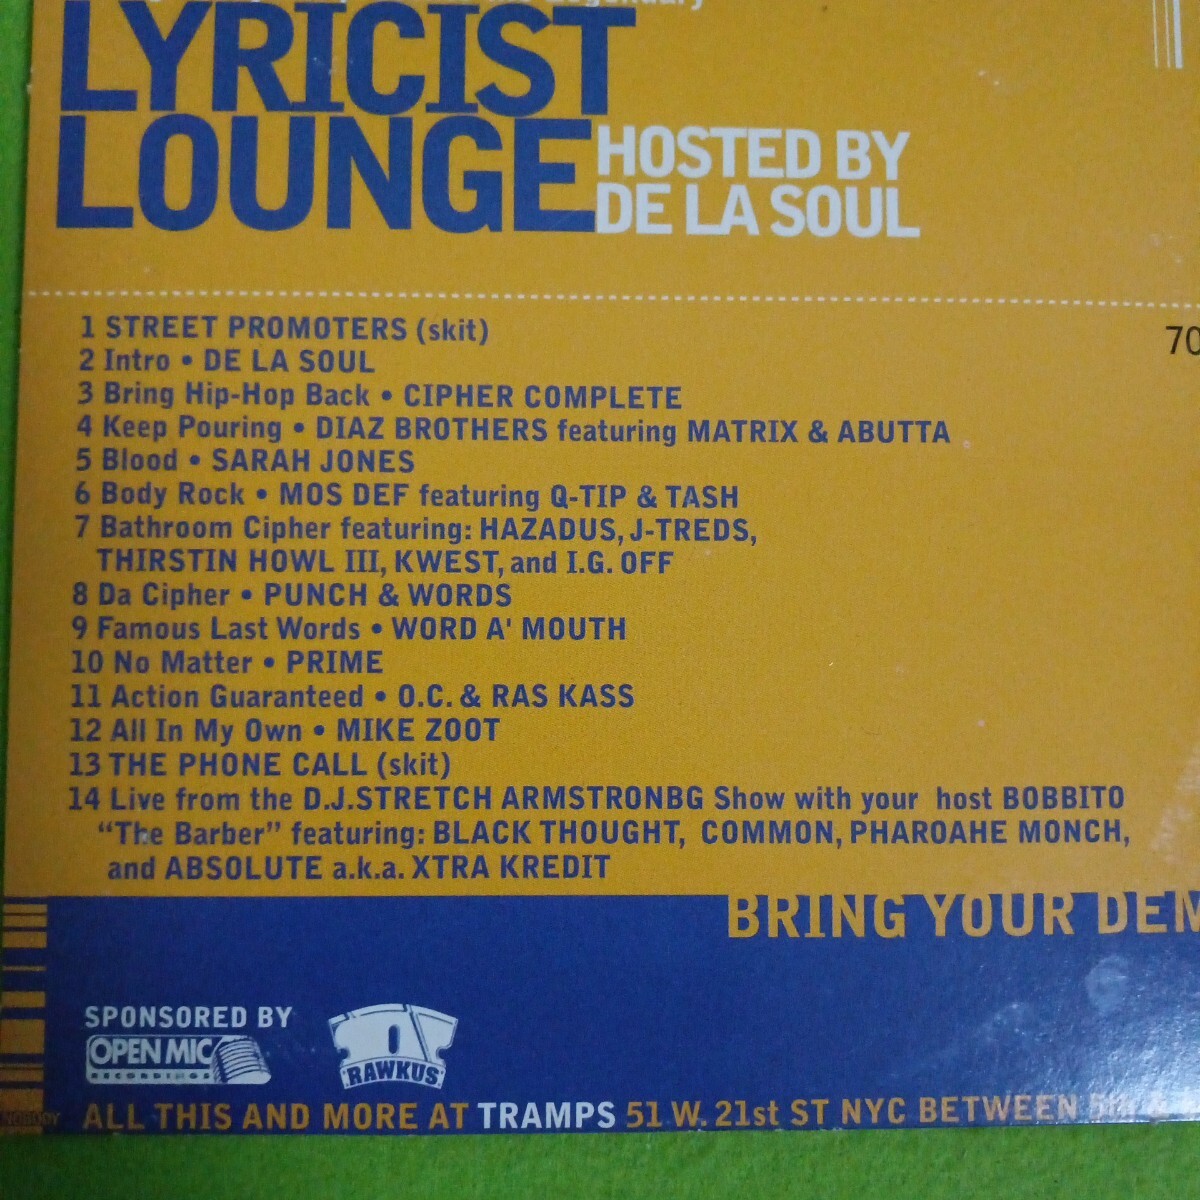 Legendary
LYRICIST
LOUNGE
HOSTED BY
DE LA SOUL
70
1 STREET PROMOTERS (skit)
2 Intro • DE LA SOUL
3 Bring Hip-Hop Back • CIPHER COMPLETE
4 Keep Pouring • DIAZ BROTHERS featuring MATRIX & ABUTTA
5 Blood • SARAH JONES
6 Body Rock • MOS DEF featuring Q-TIP & TASH
7 Bathroom Cipher featuring: HAZADUS, J-TREDS,
THIRSTIN HOWL III, KWEST, and I.G. OFF
8 Da Cipher • PUNCH & WORDS
9 Famous Last Words • WORD A' MOUTH
10 No Matter • PRIME
11 Action Guaranteed • O.C. & RAS KASS
12 All In My Own • MIKE ZOOT
13 THE PHONE CALL (skit)
14 Live from the D.J.STRETCH ARMSTRONBG Show with your host BOBBITO
“The Barber” featuring: BLACK THOUGHT, COMMON, PHAROAHE MONCH,
and ABSOLUTE a.k.a. XTRA KREDIT
BRING YOUR DEM
SPONSORED BY
OPEN MIC
RECORDINGS
RAWKUS
ALL THIS AND MORE AT TRAMPS 51 W. 21st ST NYC BETWEEN 5th &